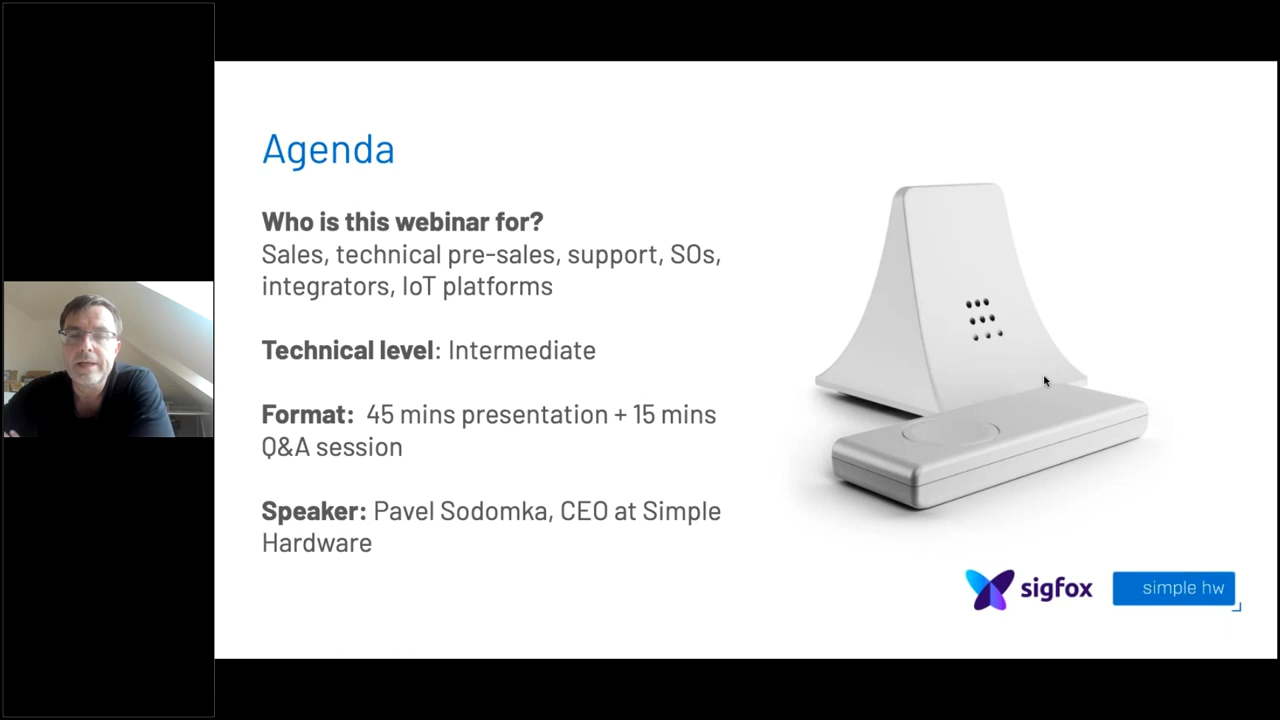 Agenda
Who is this webinar for?
Sales, technical pre-sales, support, SOs,
integrators, IoT platforms
Technical level: Intermediate
Format: 45 mins presentation + 15 mins
Q&A session
Speaker: Pavel Sodomka, CEO at Simple
Hardware
sigfox
simple hw